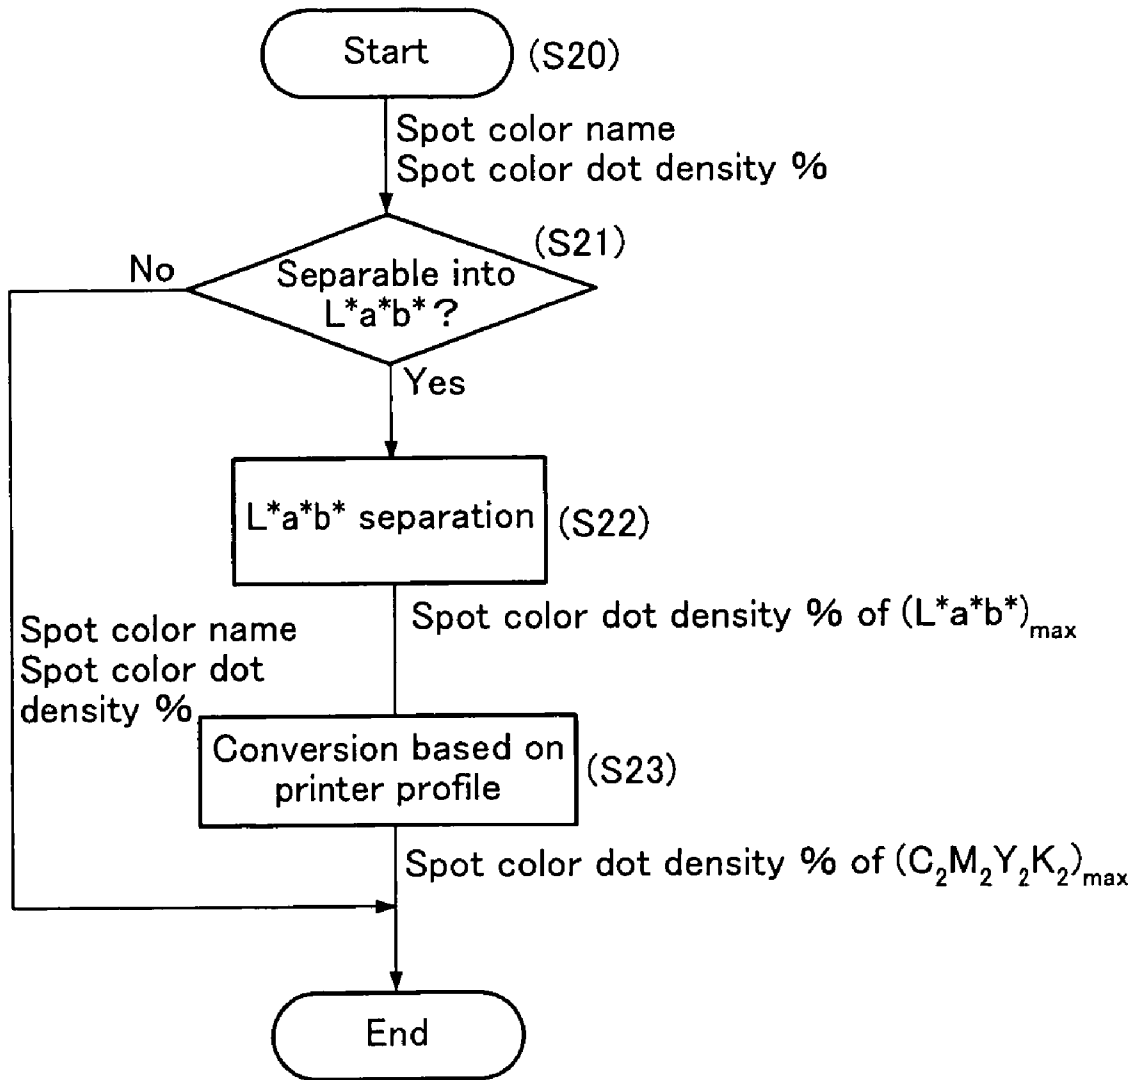 Start
(S20)
Spot color name
Spot color dot density %
(S21)
No
Separable into
L*a*b*?
Yes
L*a*b* separation
(S22)
Spot color dot density % of (L*a*b*)max
Spot color name
Spot color dot
density %
Conversion based on
printer profile
(S23)
Spot color dot density % of (C₂M₂Y₂K₂)max
End